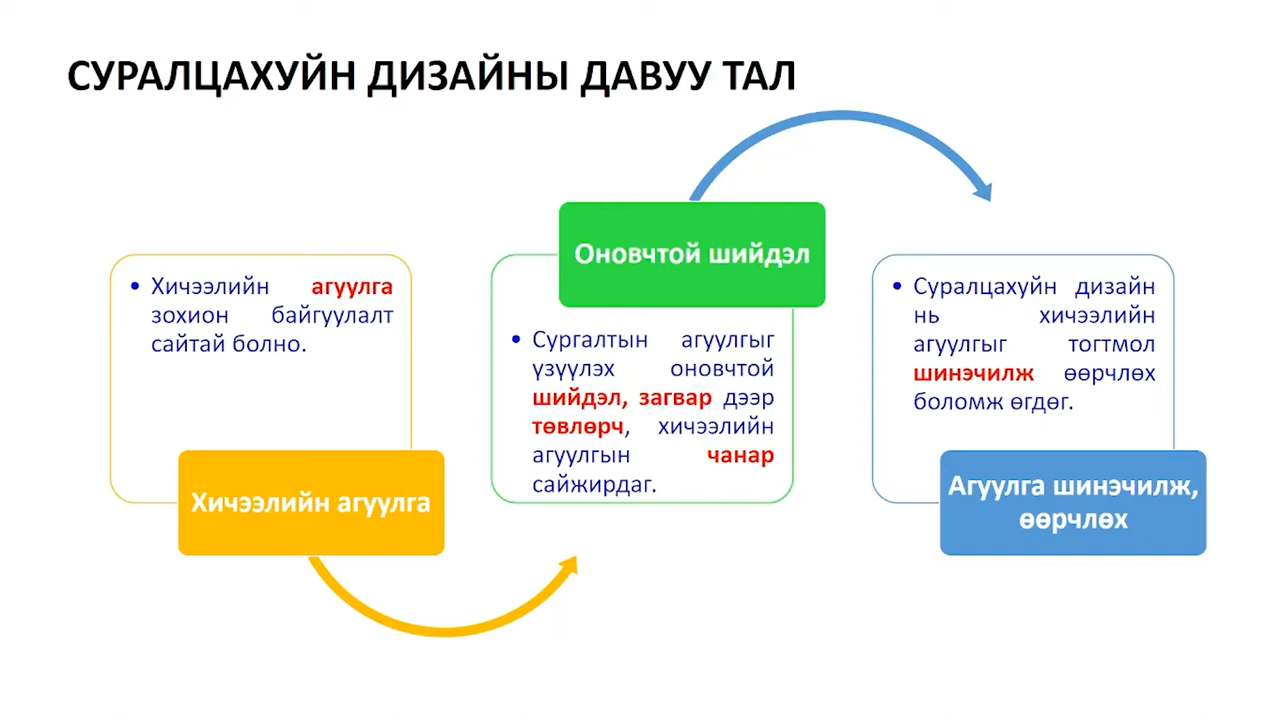 СУРАЛЦАХУЙН ДИЗАЙНЫ ДАВУУ ТАЛ
• Хичээлийн агуулга
зохион байгуулалт
сайтай болно.
Хичээлийн агуулга
Оновчтой шийдэл
• Сургалтын агуулгыг
үзүүлэх оновчтой
шийдэл, загвар дээр
төвлөрч, хичээлийн
агуулгын чанар
сайжирдаг.
• Суралцахуйн дизайн
нь хичээлийн
агуулгыг тогтмол
шинэчилж өөрчлөх
боломж өгдөг.
Агуулга шинэчилж,
өөрчлөх